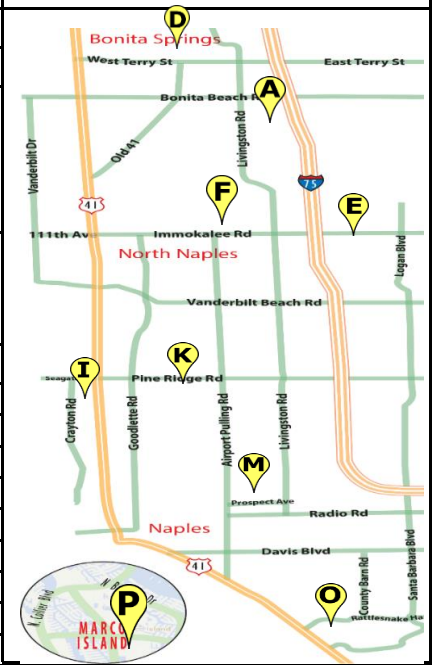 D
Bonita Springs
West Terry St
East Terry St
A
Bonita Beach R
Livingston Rd
Old 41
Vanderbilt Dr
75
41
F
E
111th Ave
Immokalee Rd
Logan Blvd
North Naples
Vanderbilt Beach Rd
K
I
Seaga
Pine Ridge Rd
Crayton Rd
Goodlette Rd
Airport Pulling Rd
Livingston Rd
M
Prospect Ave
Radio Rd
Naples
Davis Blvd
41
Santa Barbara Blvd
County Barn Rd
O
Rattlesnake Ha
N. Collier Blvd
P
MARCO
ISLAND